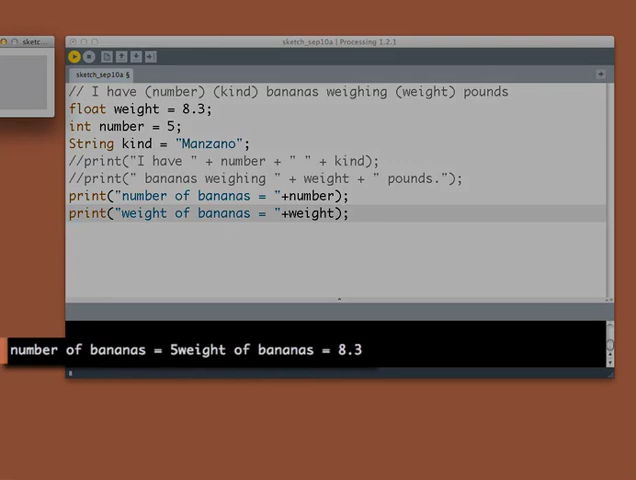 sketc...
sketch_sep10a | Processing 1.2.1
sketch_sep10a §
// I have (number) (kind) bananas weighing (weight) pounds
float weight = 8.3;
int number = 5;
String kind = "Manzano";
//print("I have " + number + " " + kind);
//print(" bananas weighing " + weight + " pounds.");
print("number of bananas = "+number);
print("weight of bananas = "+weight);
number of bananas = 5weight of bananas = 8.3
8